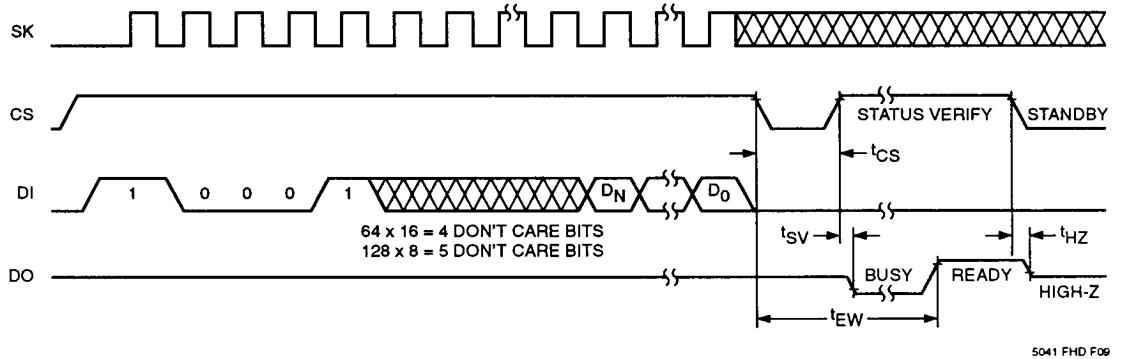 SK
CS
STATUS VERIFY
STANDBY
tCS
DI
1 0 0 0 1
DN
D0
64 x 16 = 4 DON'T CARE BITS
128 x 8 = 5 DON'T CARE BITS
tSV
tHZ
DO
BUSY
READY
HIGH-Z
tEW
5041 FHD F09